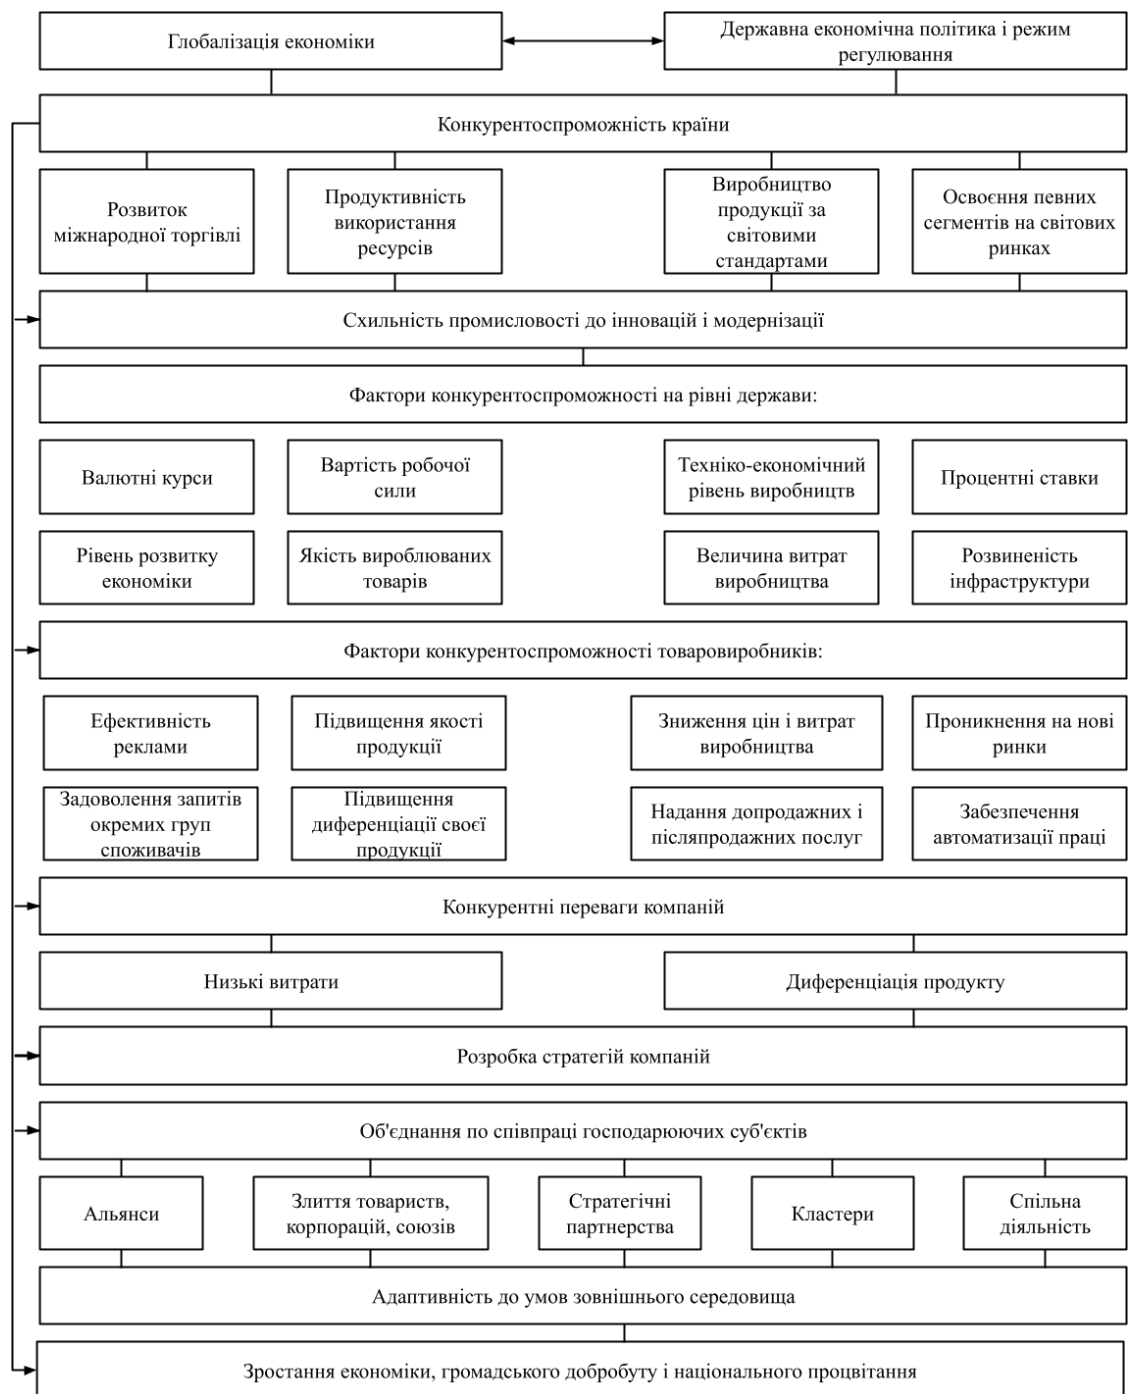 Глобалізація економіки
Державна економічна політика і режим
регулювання
Конкурентоспроможність країни
Розвиток
міжнародної торгівлі
Продуктивність
використання
ресурсів
Виробництво
продукції за
світовими
стандартами
Освоєння певних
сегментів на світових
ринках
Схильність промисловості до інновацій і модернізації
Фактори конкурентоспроможності на рівні держави:
Валютні курси
Вартість робочої
сили
Техніко-економічний
рівень виробництв
Процентні ставки
Рівень розвитку
економіки
Якість вироблюваних
товарів
Величина витрат
виробництва
Розвиненість
інфраструктури
Фактори конкурентоспроможності товаровиробників:
Ефективність
реклами
Підвищення якості
продукції
Зниження цін і витрат
виробництва
Проникнення на нові
ринки
Задоволення запитів
окремих груп
споживачів
Підвищення
диференціації своєї
продукції
Надання допродажних і
післяпродажних послуг
Забезпечення
автоматизації праці
Конкурентні переваги компаній
Низькі витрати
Диференціація продукту
Розробка стратегій компаній
Об'єднання по співпраці господарюючих суб'єктів
Альянси
Злиття товариств,
корпорацій, союзів
Стратегічні
партнерства
Кластери
Спільна
діяльність
Адаптивність до умов зовнішнього середовища
Зростання економіки, громадського добробуту і національного процвітання